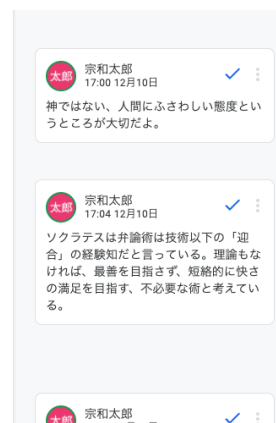 太郎
宗和太郎
17:00 12月10日
神ではない、人間にふさわしい態度とい
うところが大切だよ。
太郎
宗和太郎
17:04 12月10日
ソクラテスは弁論術は技術以下の「迎
合」の経験知だと言っている。理論もな
ければ、最善を目指さず、短絡的に快さ
の満足を目指す、不必要な術と考えてい
る。
太郎
宗和太郎